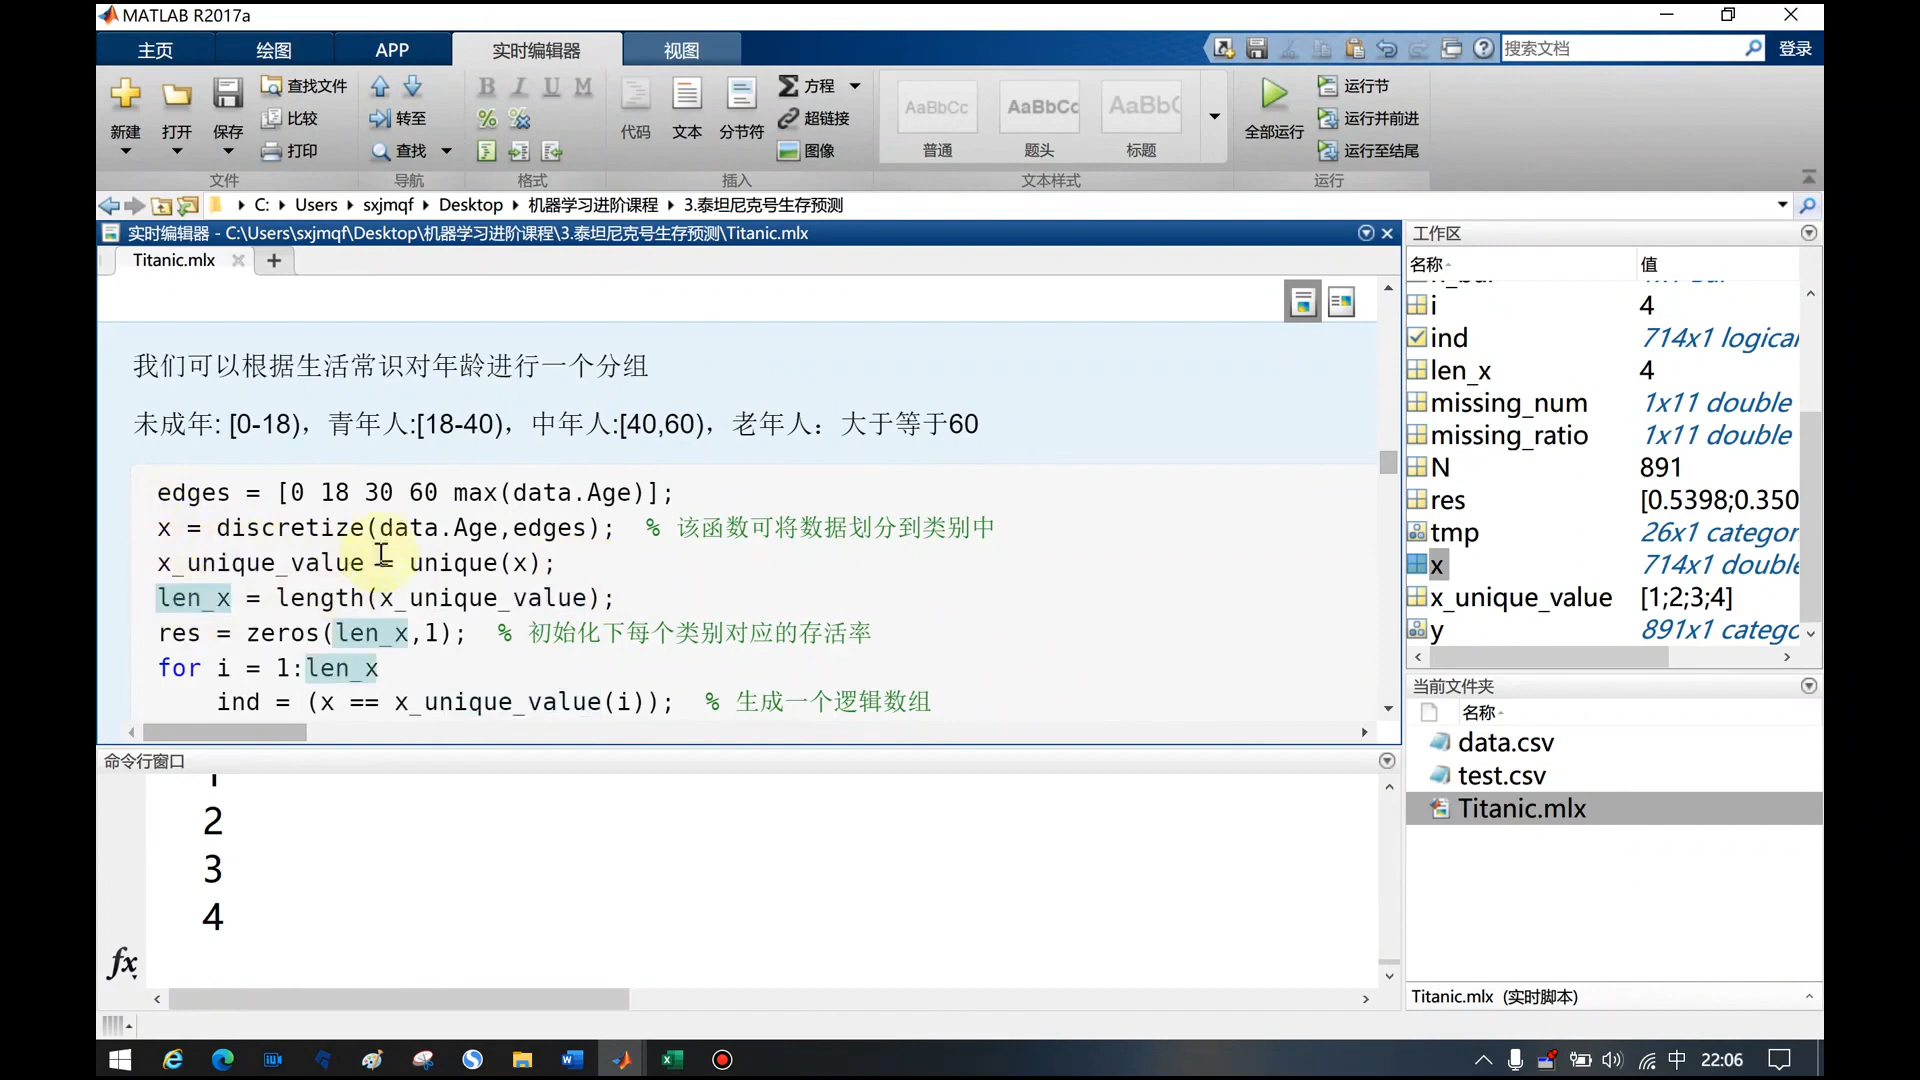 MATLAB R2017a
主页 绘图 APP 实时编辑器 视图 搜索文档 登录
新建 打开 保存 查找文件 比较 打印 转至 查找 B I U M 代码 文本 分节符 方程 超链接 图像 AaBbCc AaBbCc AaBbC 普通 题头 标题 全部运行 运行节 运行并前进 运行至结尾
文件 导航 格式 插入 文本样式 运行
C: Users sxjmqf Desktop 机器学习进阶课程 3.泰坦尼克号生存预测
实时编辑器 - C:\Users\sxjmqf\Desktop\机器学习进阶课程\3.泰坦尼克号生存预测\Titanic.mlx
Titanic.mlx
我们可以根据生活常识对年龄进行一个分组
未成年: [0-18)，青年人:[18-40)，中年人:[40,60)，老年人：大于等于60
edges = [0 18 30 60 max(data.Age)];
x = discretize(data.Age,edges); % 该函数可将数据划分到类别中
x_unique_value = unique(x);
len_x = length(x_unique_value);
res = zeros(len_x,1); % 初始化下每个类别对应的存活率
for i = 1:len_x
ind = (x == x_unique_value(i)); % 生成一个逻辑数组
命令行窗口
1
2
3
4
fx
工作区
名称 值
i 4
ind 714x1 logical
len_x 4
missing_num 1x11 double
missing_ratio 1x11 double
N 891
res [0.5398;0.350
tmp 26x1 categor
x 714x1 double
x_unique_value [1;2;3;4]
y 891x1 catego
当前文件夹
名称
data.csv
test.csv
Titanic.mlx
Titanic.mlx (实时脚本)
中 22:06